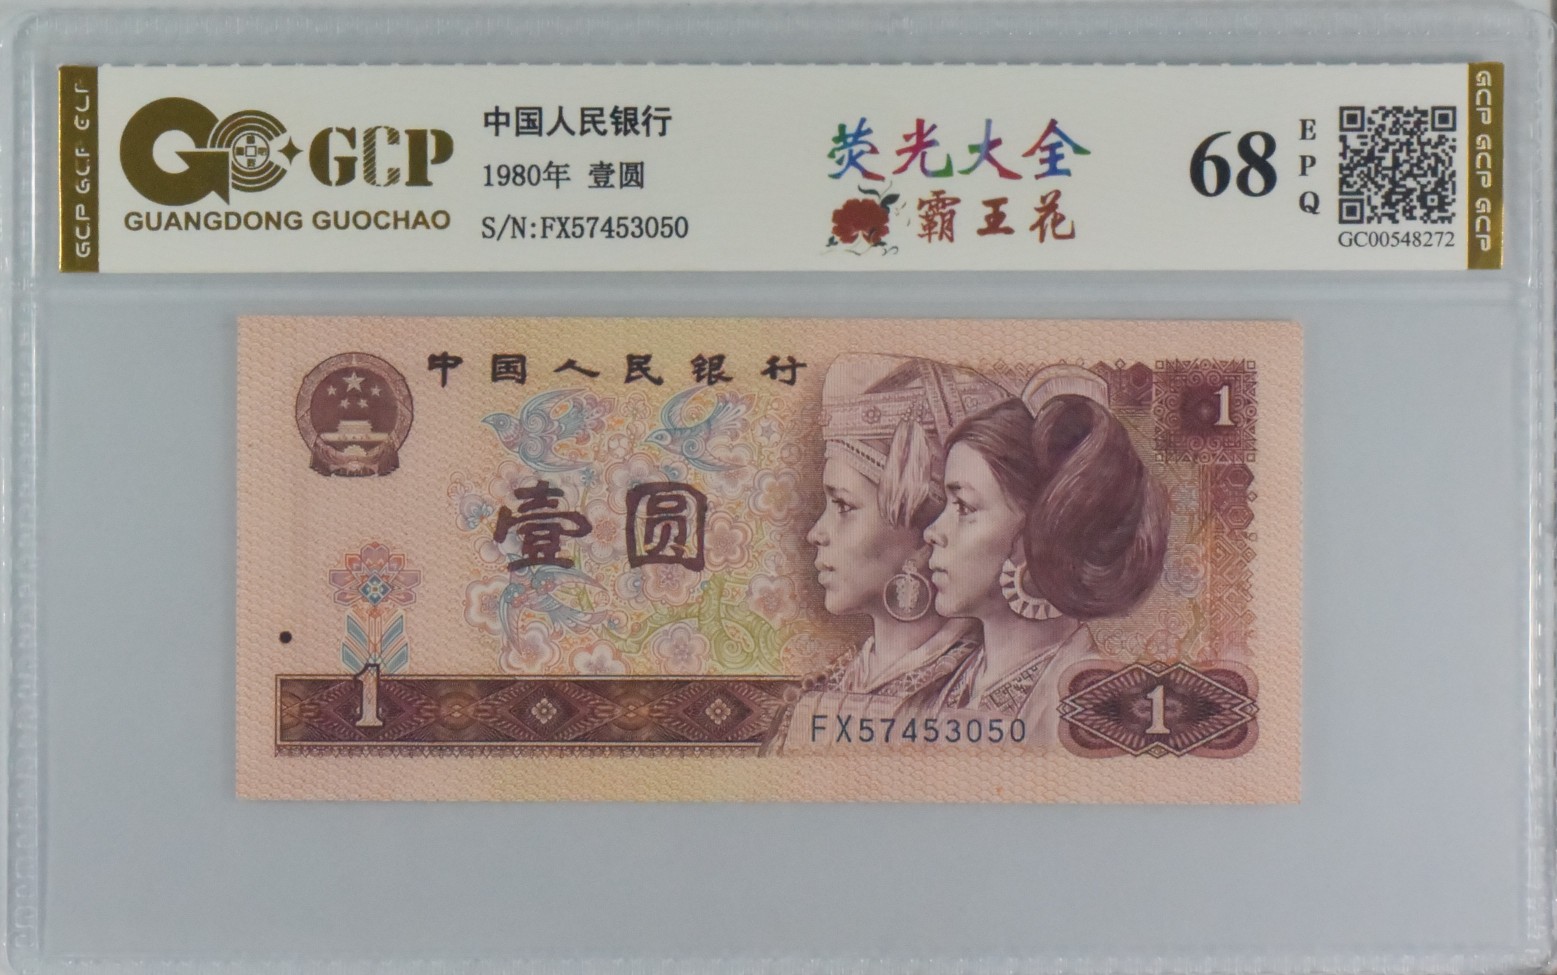 GCP GCP GCP
GCP
GUANGDONG GUOCHAO
中国人民银行
1980年 壹圆
S/N:FX57453050
荧光大全
霸王花
68
EPQ
GC00548272
GCP GCP GCP
中国人民银行
1
壹圆
1
FX57453050
1